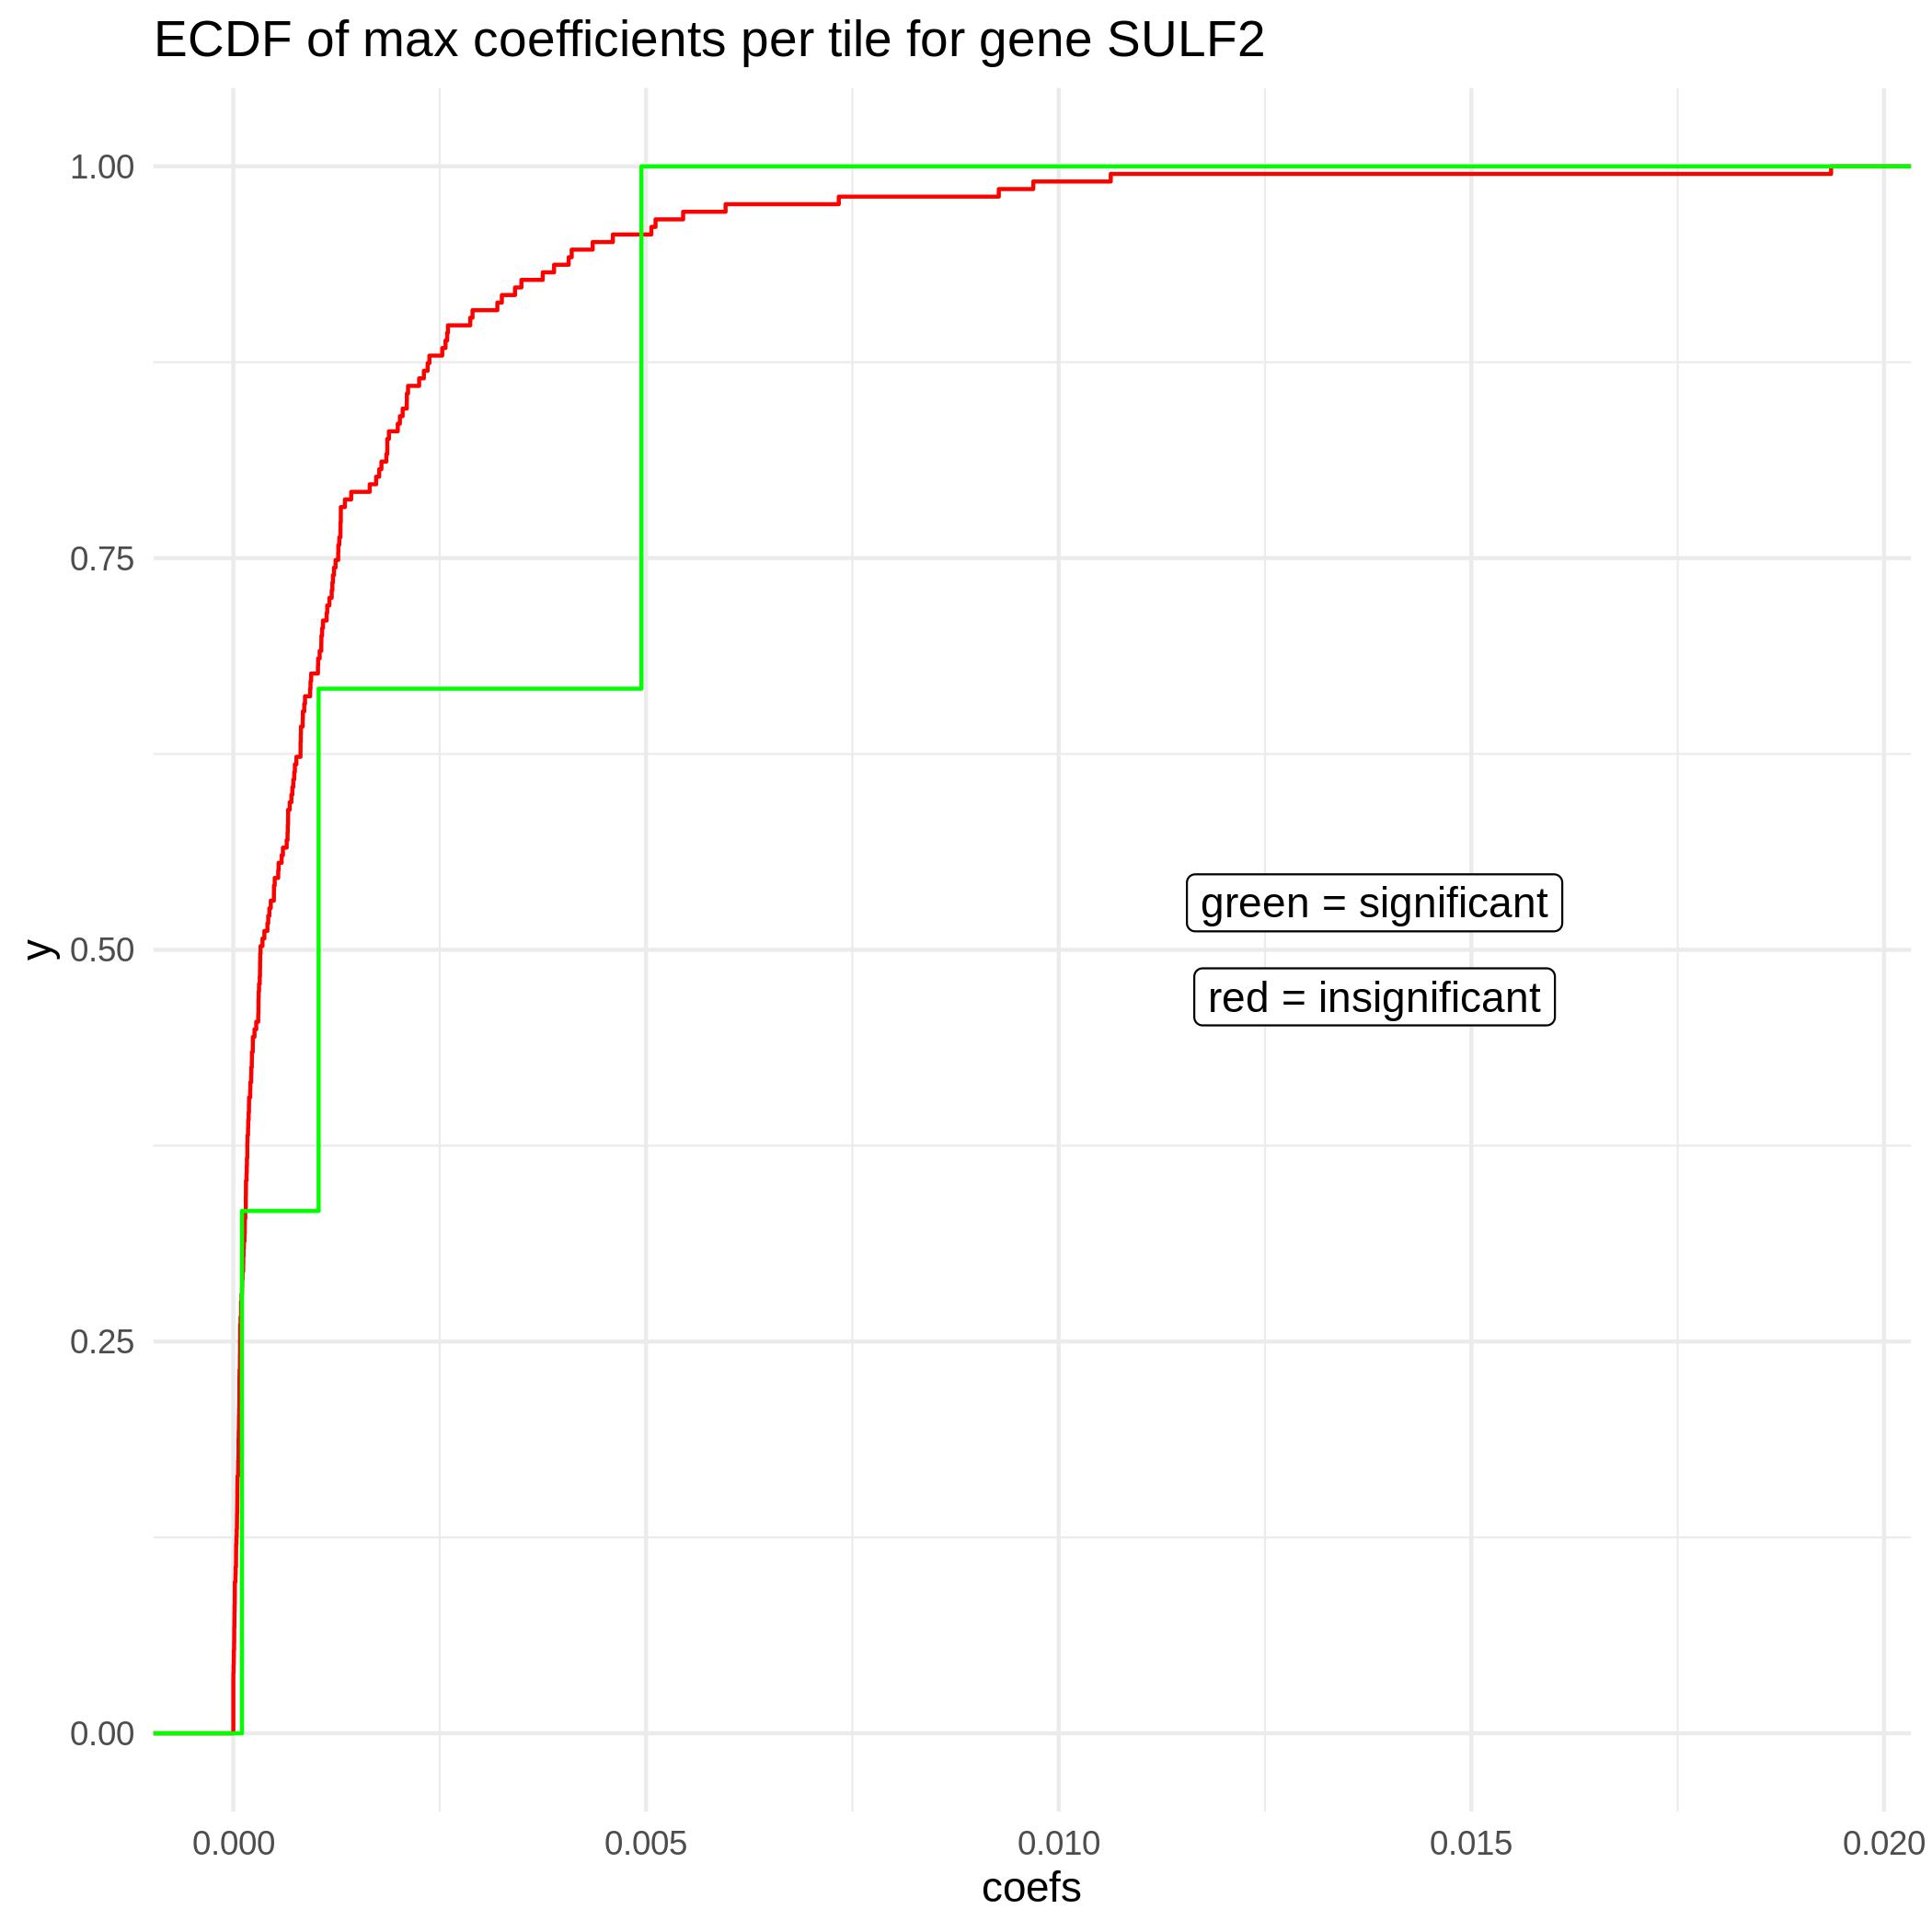 ECDF of max coefficients per tile for gene SULF2
1.00
0.75
0.50
0.25
0.00
y
green = significant
red = insignificant
0.000 0.005 0.010 0.015 0.020
coefs